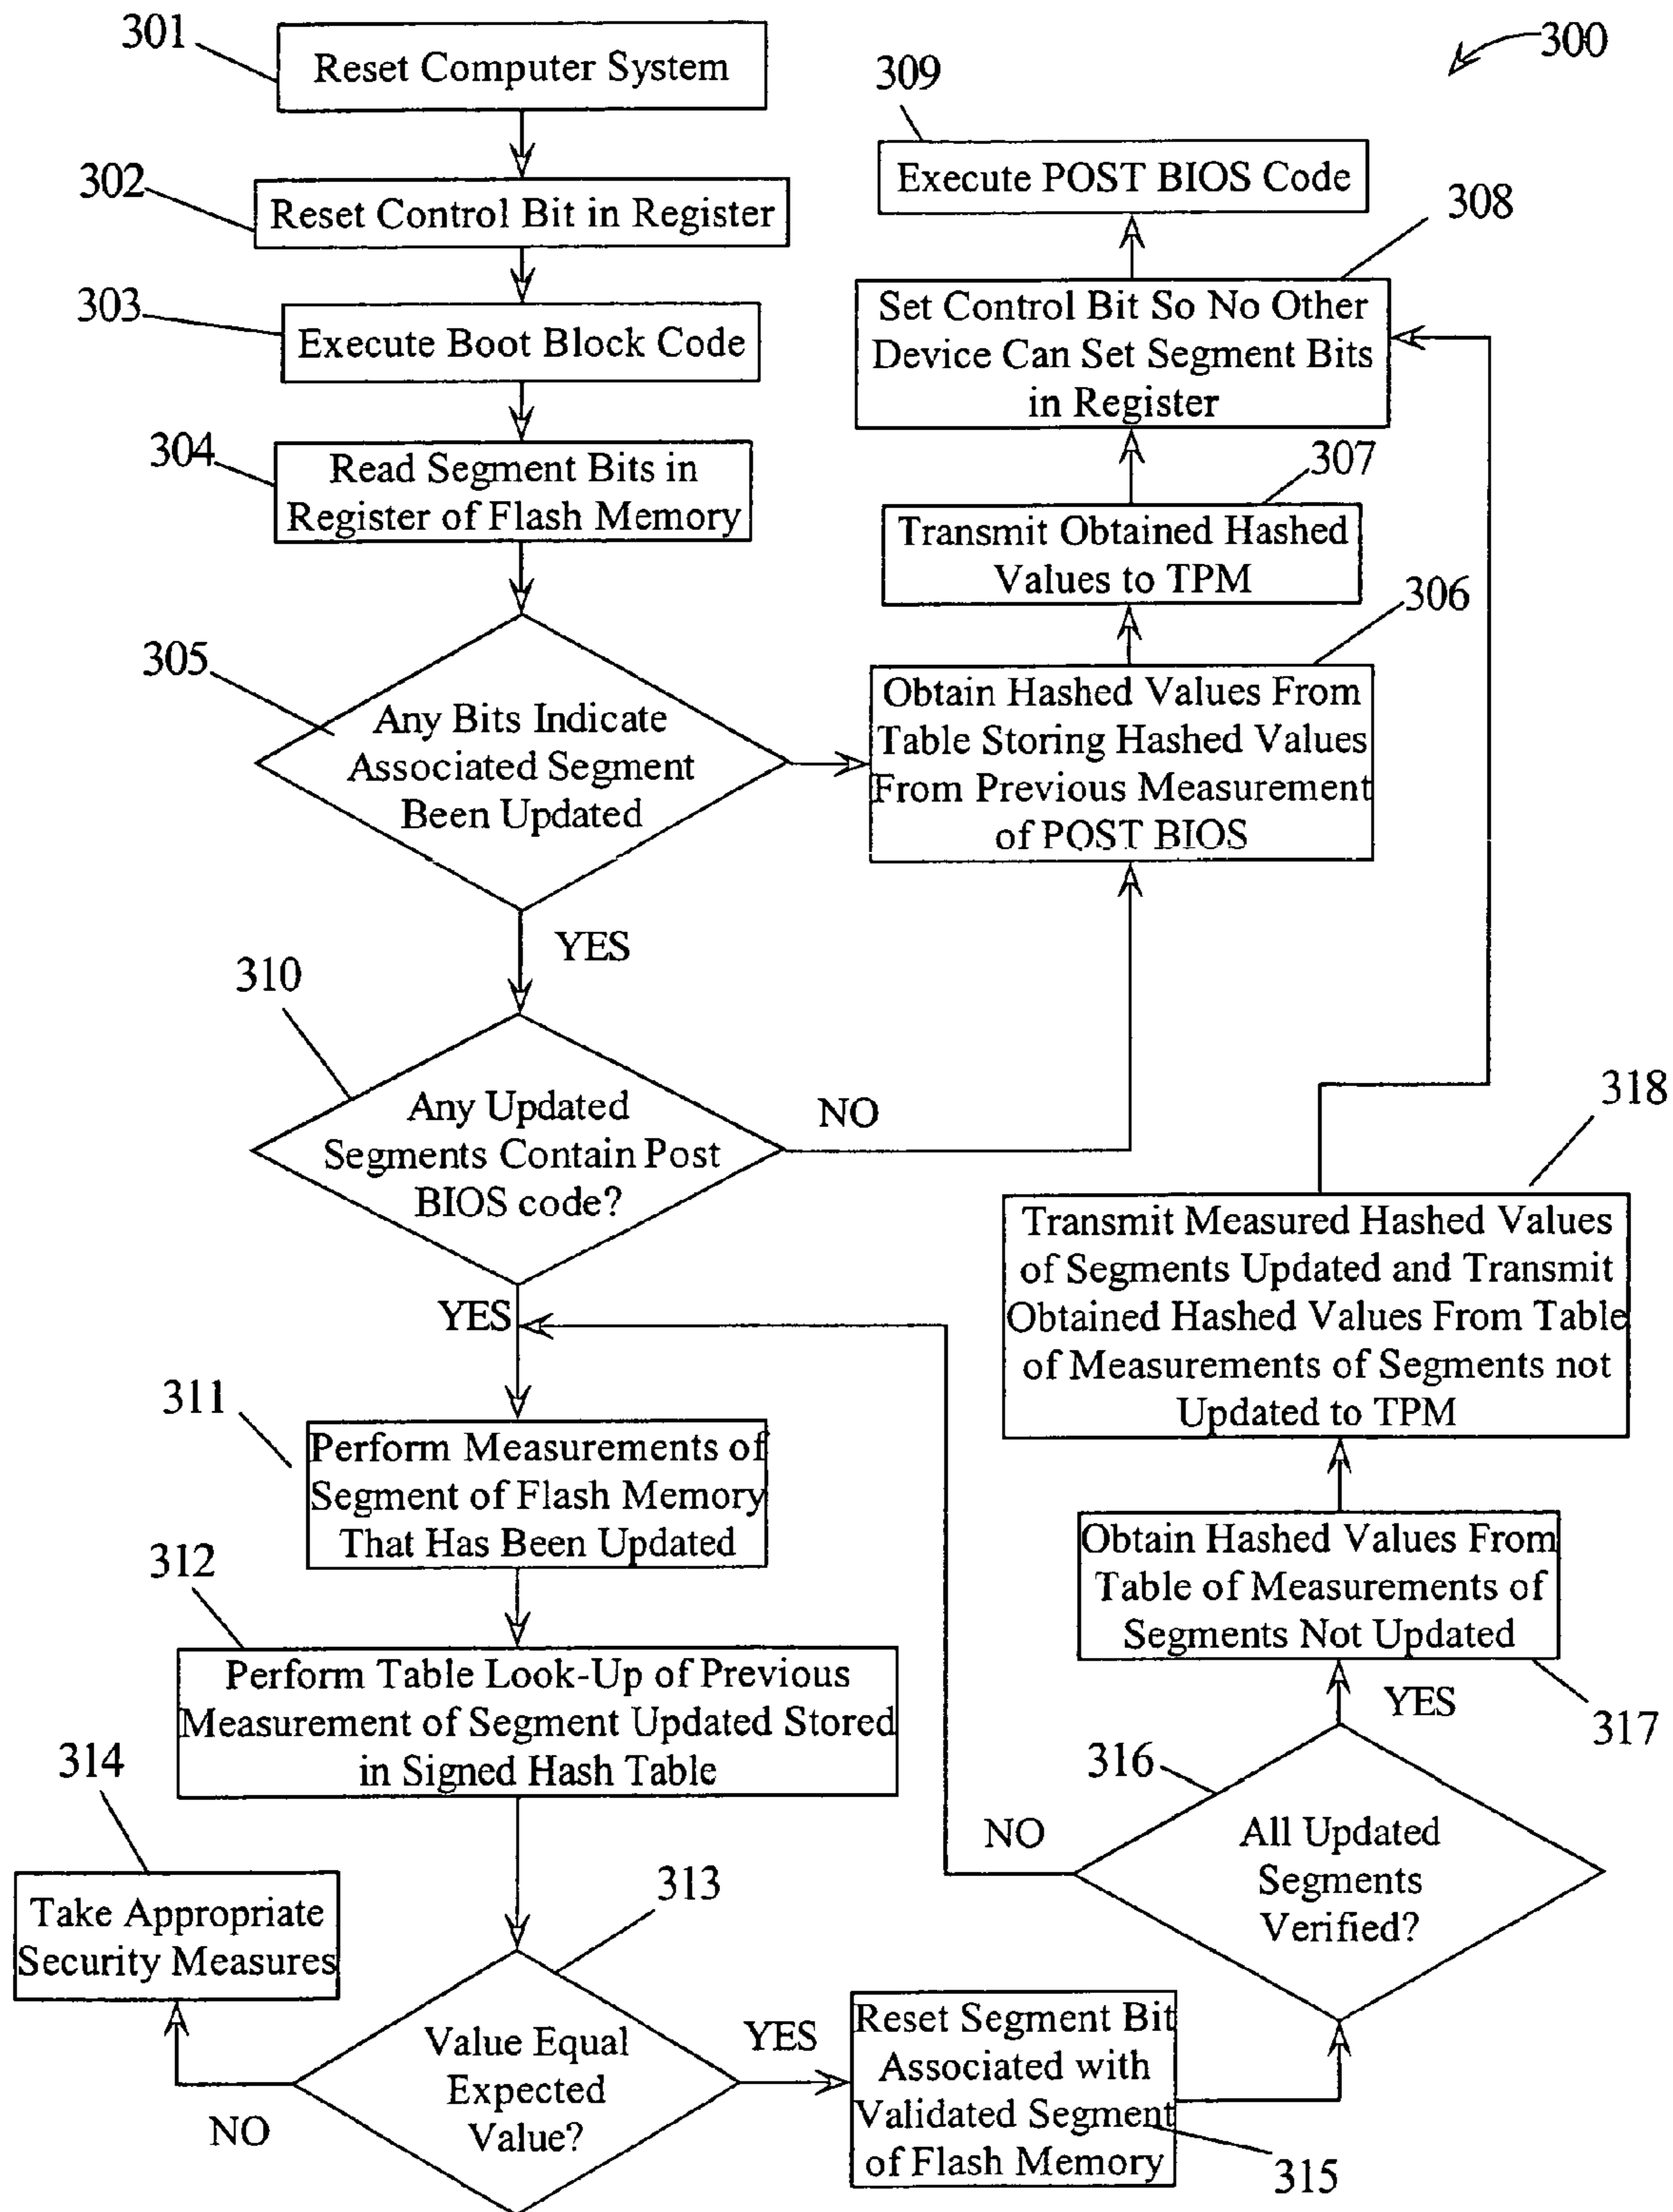 301
Reset Computer System
300
309
302
Reset Control Bit in Register
Execute POST BIOS Code
308
303
Execute Boot Block Code
Set Control Bit So No Other
Device Can Set Segment Bits
in Register
304
Read Segment Bits in
Register of Flash Memory
307
Transmit Obtained Hashed
Values to TPM
306
305
Any Bits Indicate
Associated Segment
Been Updated
Obtain Hashed Values From
Table Storing Hashed Values
From Previous Measurement
of POST BIOS
YES
310
Any Updated
Segments Contain Post
BIOS code?
NO
318
YES
Transmit Measured Hashed Values
of Segments Updated and Transmit
Obtained Hashed Values From Table
of Measurements of Segments not
Updated to TPM
311
Perform Measurements of
Segment of Flash Memory
That Has Been Updated
312
Obtain Hashed Values From
Table of Measurements of
Segments Not Updated
Perform Table Look-Up of Previous
Measurement of Segment Updated Stored
in Signed Hash Table
YES
317
314
316
NO
All Updated
Segments
Verified?
313
Take Appropriate
Security Measures
Value Equal
Expected
Value?
NO
YES
Reset Segment Bit
Associated with
Validated Segment
of Flash Memory
315